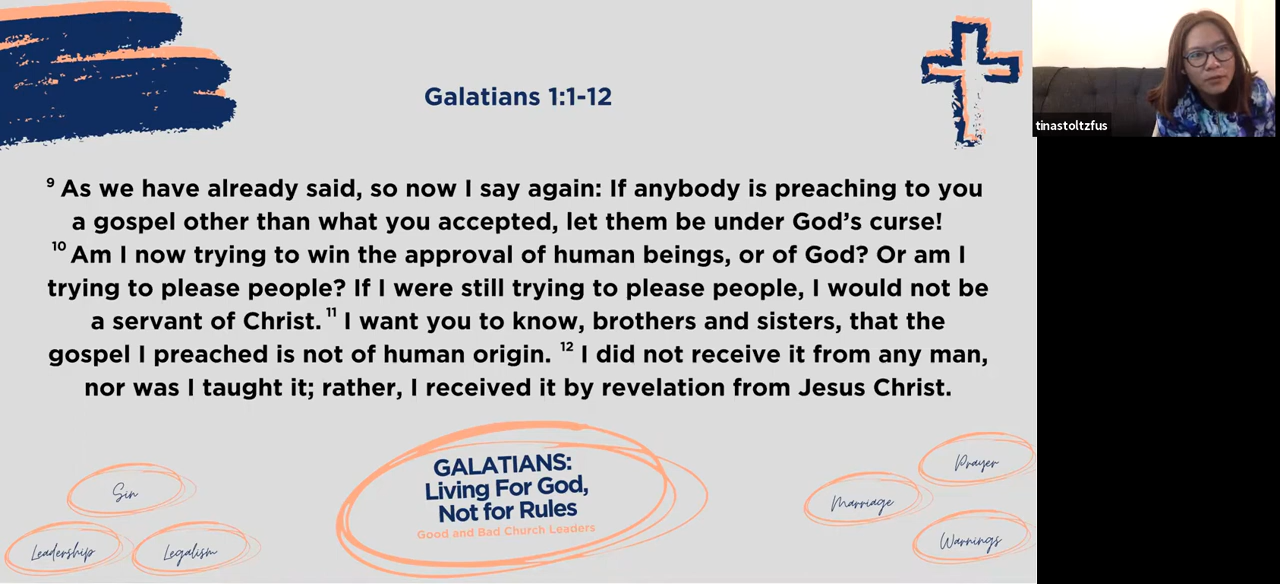 Galatians 1:1-12
tinastoltzfus
⁹ As we have already said, so now I say again: If anybody is preaching to you
a gospel other than what you accepted, let them be under God’s curse!
¹⁰ Am I now trying to win the approval of human beings, or of God? Or am I
trying to please people? If I were still trying to please people, I would not be
a servant of Christ. ¹¹ I want you to know, brothers and sisters, that the
gospel I preached is not of human origin. ¹² I did not receive it from any man,
nor was I taught it; rather, I received it by revelation from Jesus Christ.
Sin
Leadership
Legalism
GALATIANS:
Living For God,
Not for Rules
Good and Bad Church Leaders
Prayer
Marriage
Warnings